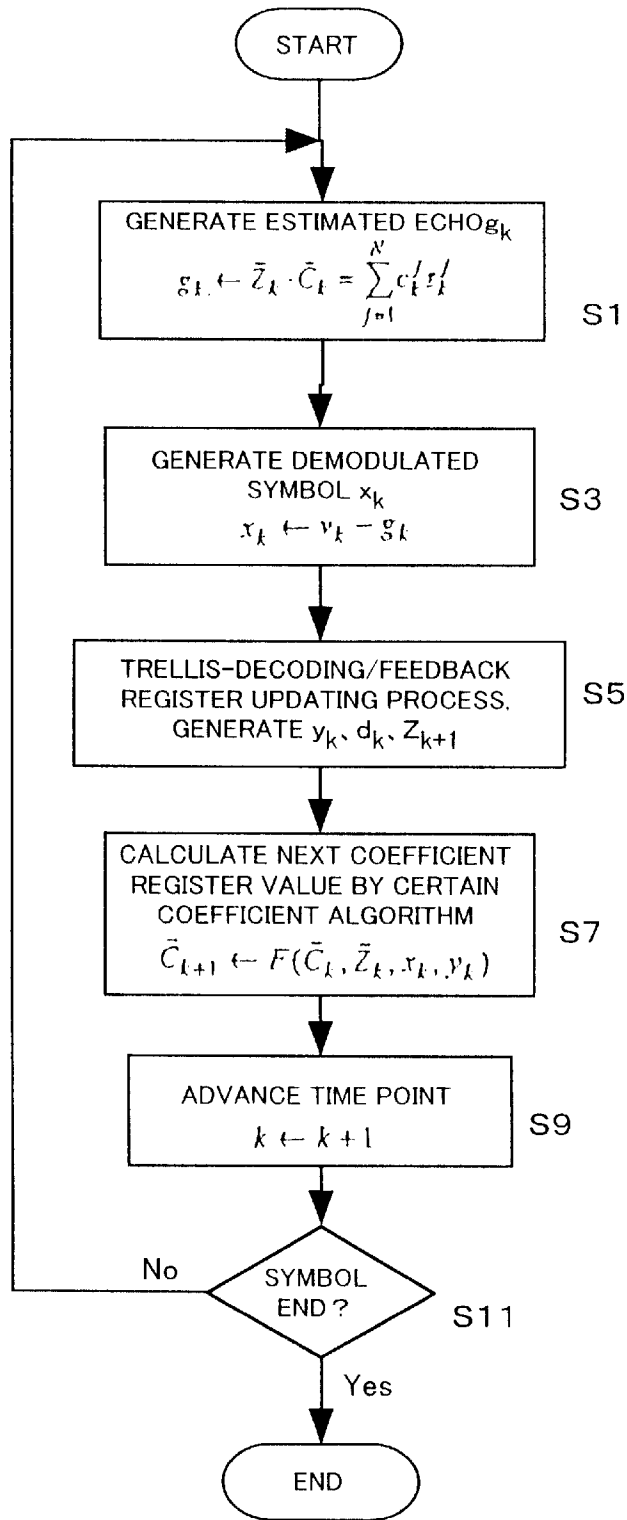 START
GENERATE ESTIMATED ECHOg_k
g_k ← Z̄_k · C̄_k = Σ_{j=1}^{N} c_k^j z_k^j
S1
GENERATE DEMODULATED
SYMBOL x_k
x_k ← v_k − g_k
S3
TRELLIS-DECODING/FEEDBACK
REGISTER UPDATING PROCESS,
GENERATE y_k、d_k、Z_{k+1}
S5
CALCULATE NEXT COEFFICIENT
REGISTER VALUE BY CERTAIN
COEFFICIENT ALGORITHM
C̄_{k+1} ← F(C̄_k, Z̄_k, x_k, y_k)
S7
ADVANCE TIME POINT
k ← k + 1
S9
No
SYMBOL
END?
S11
Yes
END